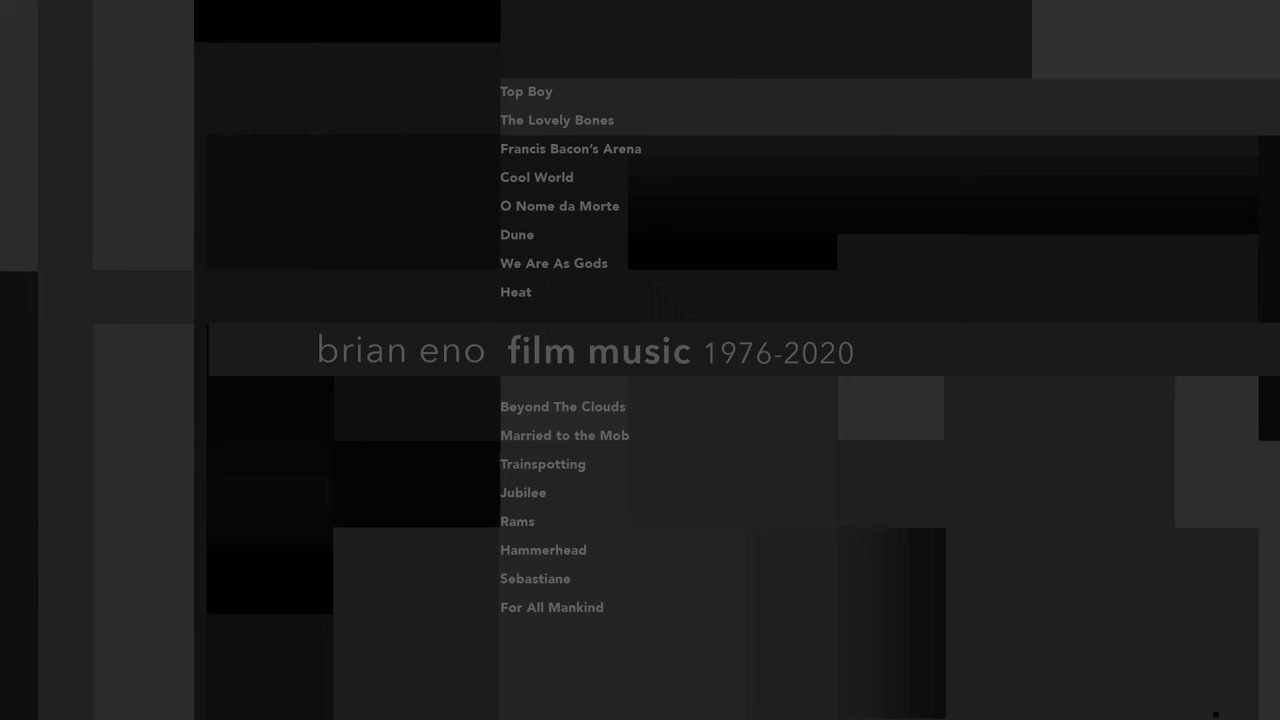 Top Boy
The Lovely Bones
Francis Bacon’s Arena
Cool World
O Nome da Morte
Dune
We Are As Gods
Heat
brian eno film music 1976-2020
Beyond The Clouds
Married to the Mob
Trainspotting
Jubilee
Rams
Hammerhead
Sebastiane
For All Mankind